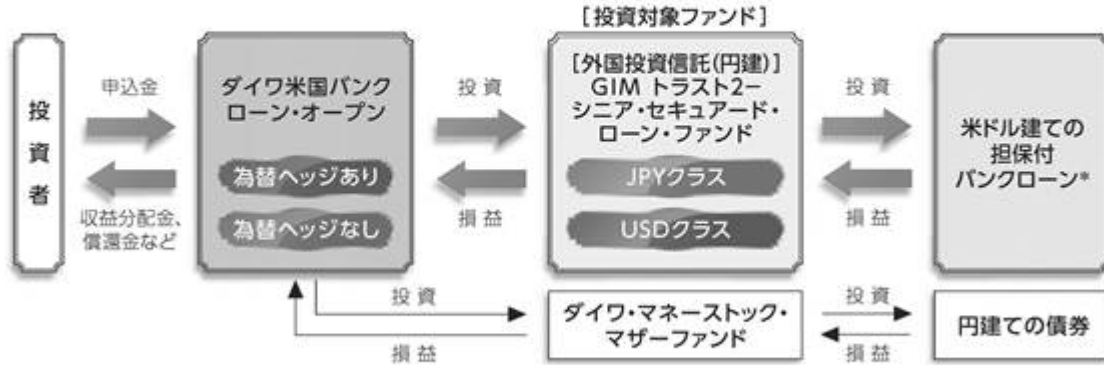 [投資対象ファンド]
投資者
申込金
収益分配金、
償還金など
ダイワ米国バンク
ローン・オープン
為替ヘッジあり
為替ヘッジなし
投資
損益
[外国投資信託(円建)]
GIM トラスト2−
シニア・セキュアード・
ローン・ファンド
JPYクラス
USDクラス
投資
損益
米ドル建ての
担保付
バンクローン*
投資
損益
ダイワ・マネーストック・
マザーファンド
投資
損益
円建ての債券